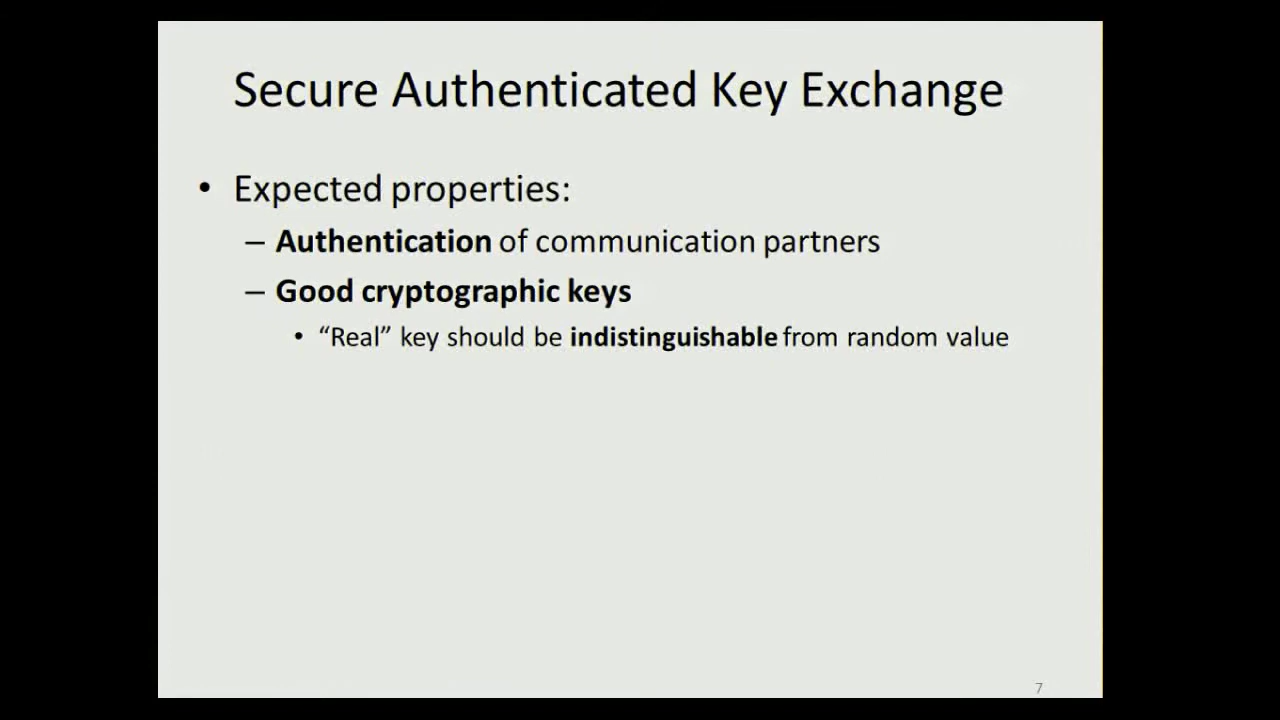 Secure Authenticated Key Exchange
• Expected properties:
– Authentication of communication partners
– Good cryptographic keys
• “Real” key should be indistinguishable from random value
7